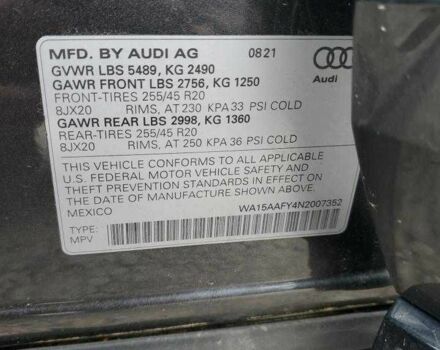 MFD. BY AUDI AG 08 21
GVWR LBS 5489, KG 2490
GAWR FRONT LBS 2756, KG 1250
FRONT-TIRES 255/45 R20
8JX20 RIMS, AT 230 KPA 33 PSI COLD
GAWR REAR LBS 2998, KG 1360
REAR-TIRES 255/45 R20
8JX20 RIMS, AT 250 KPA 36 PSI COLD
Audi
THIS VEHICLE CONFORMS TO ALL APPLICABLE
U.S. FEDERAL MOTOR VEHICLE SAFETY BUMPER AND
THEFT PREVENTION STANDARDS IN EFFECT ON THE
DATE OF MANUFACTURE SHOWN ABOVE.
MEXICO
WA15AAFY4N2007352
TYPE:
MPV